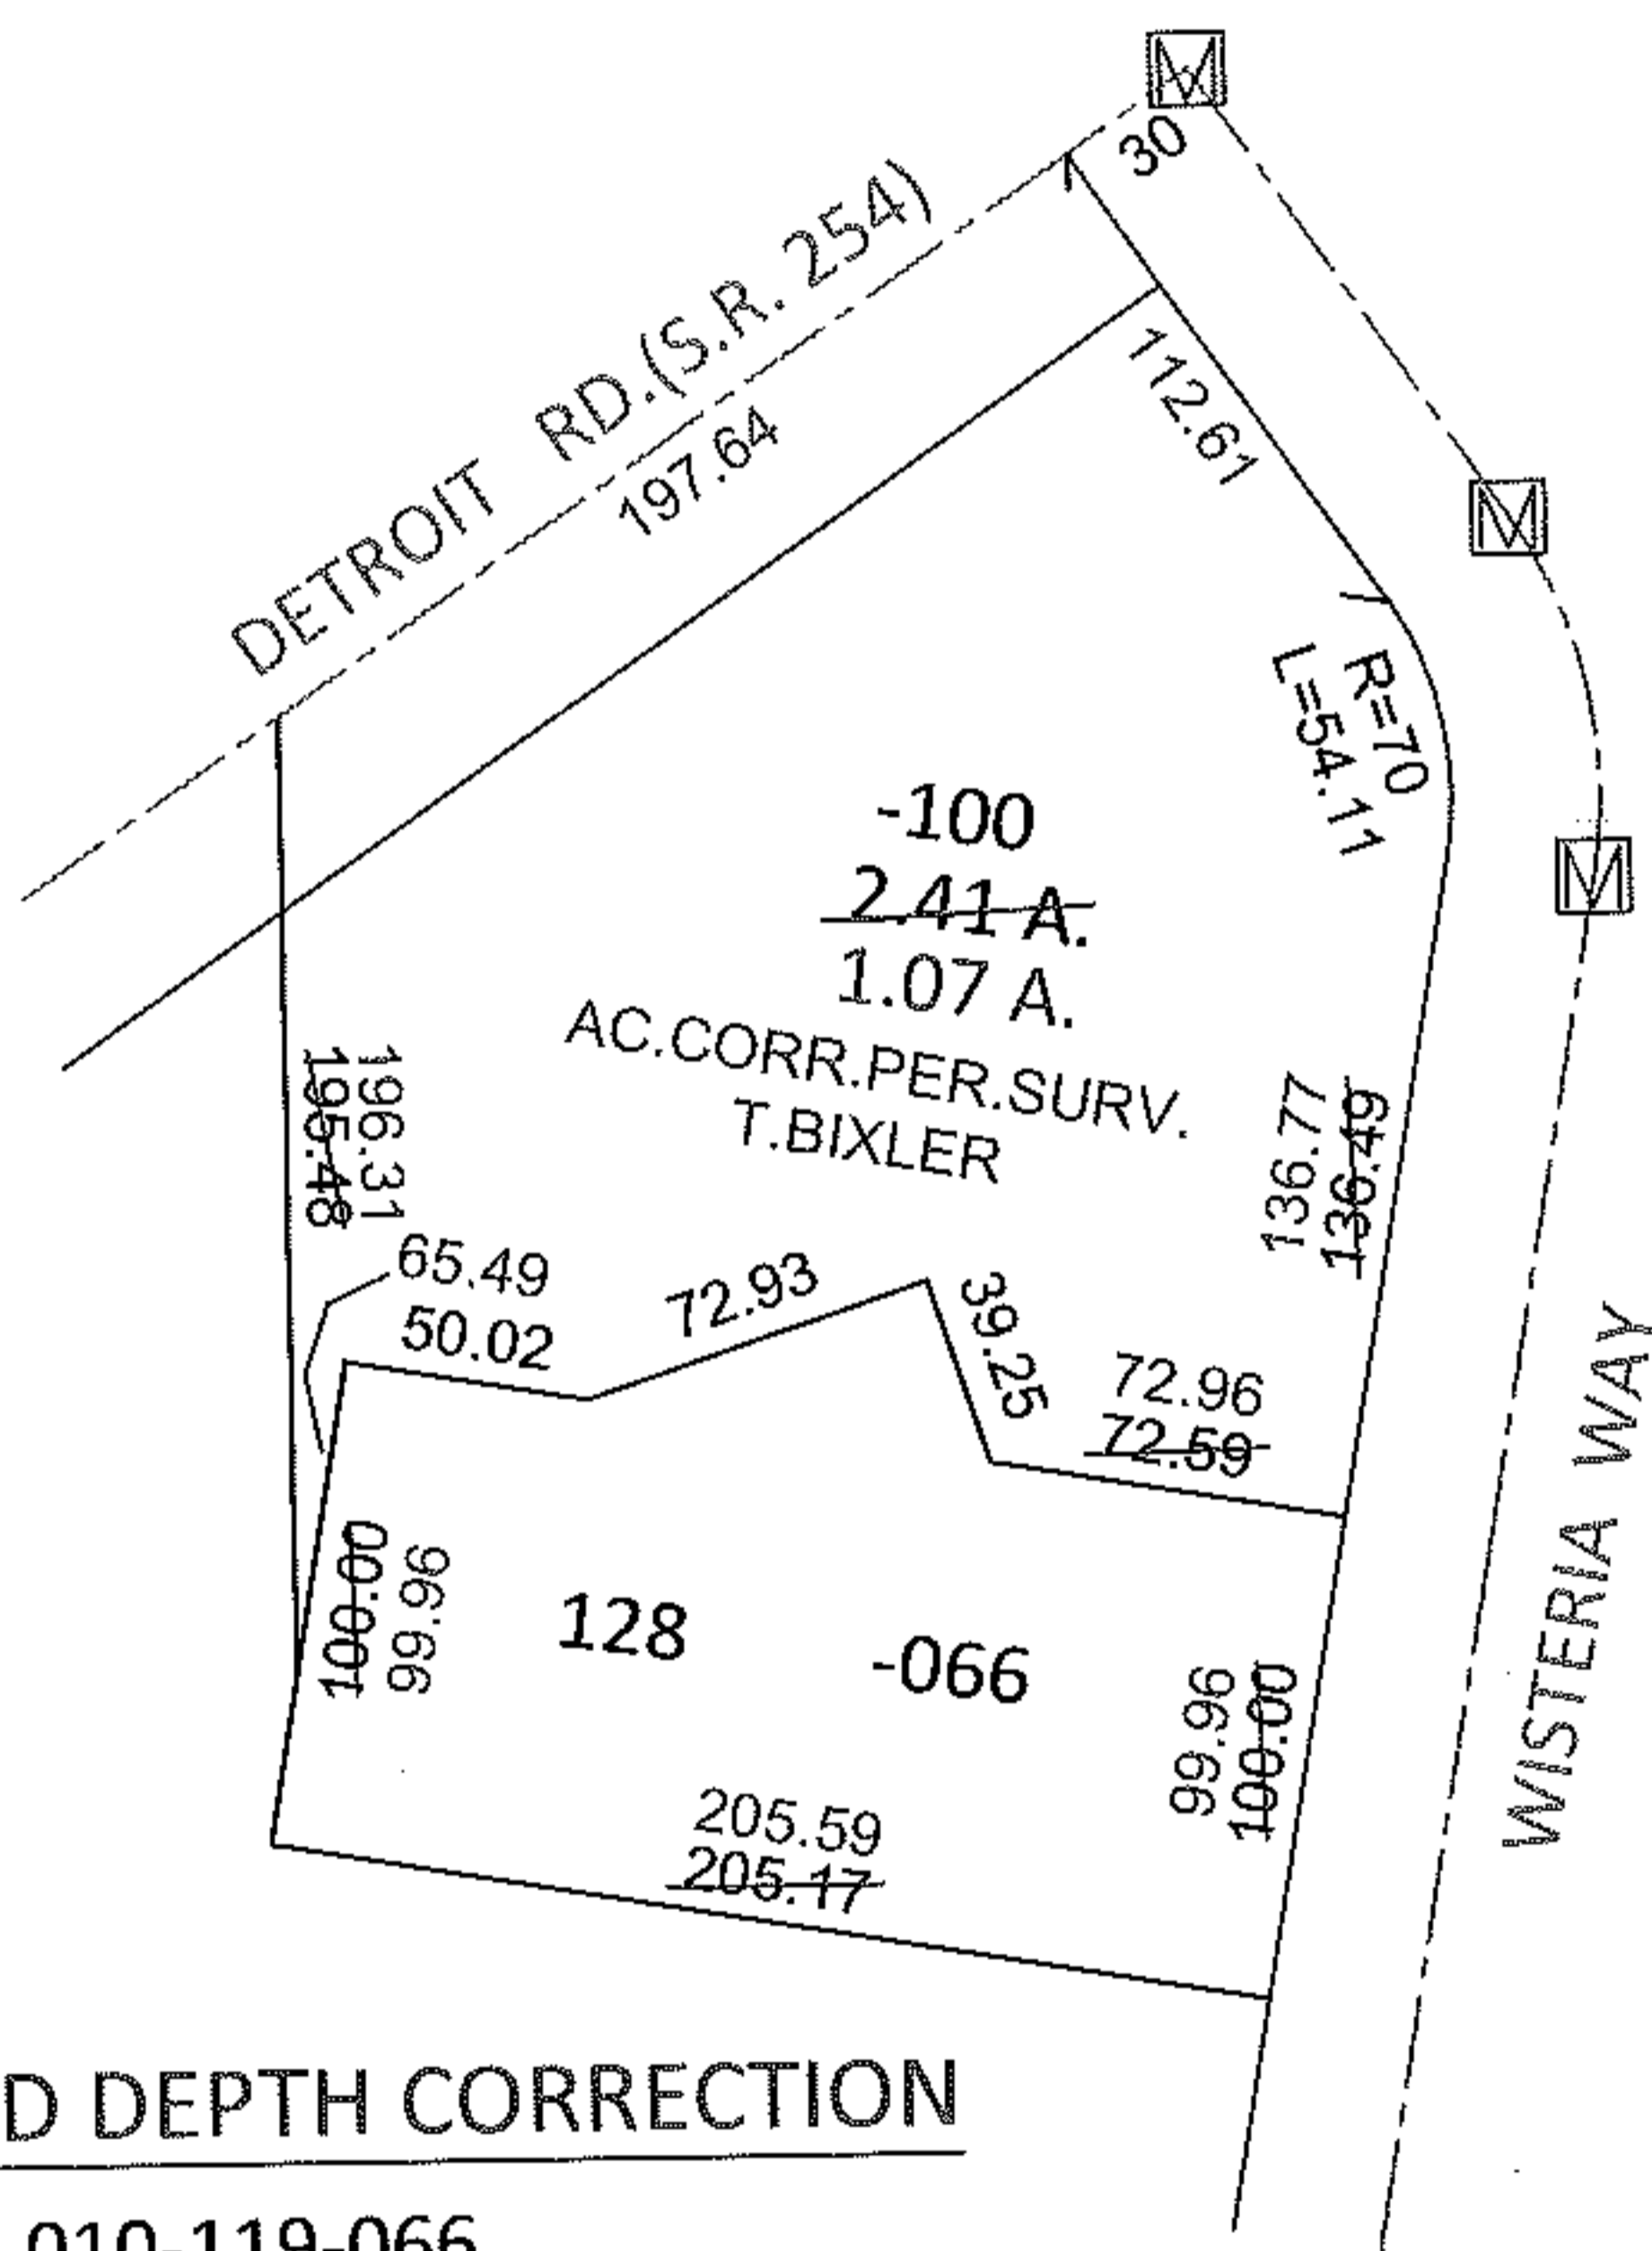 30
DETROIT RD.(S.R. 254)
197.64
112.61
R=70
L=54.11
-100
2.41 A.
1.07 A.
AC.CORR.PER.SURV.
T.BIXLER
196.31
195.48
136.77
136.49
65.49
50.02
72.93
39.25
72.96
72.59
WISTERIA WAY
100.00
99.96
128
-066
99.96
100.00
205.59
205.17
D DEPTH CORRECTION
010-119-066